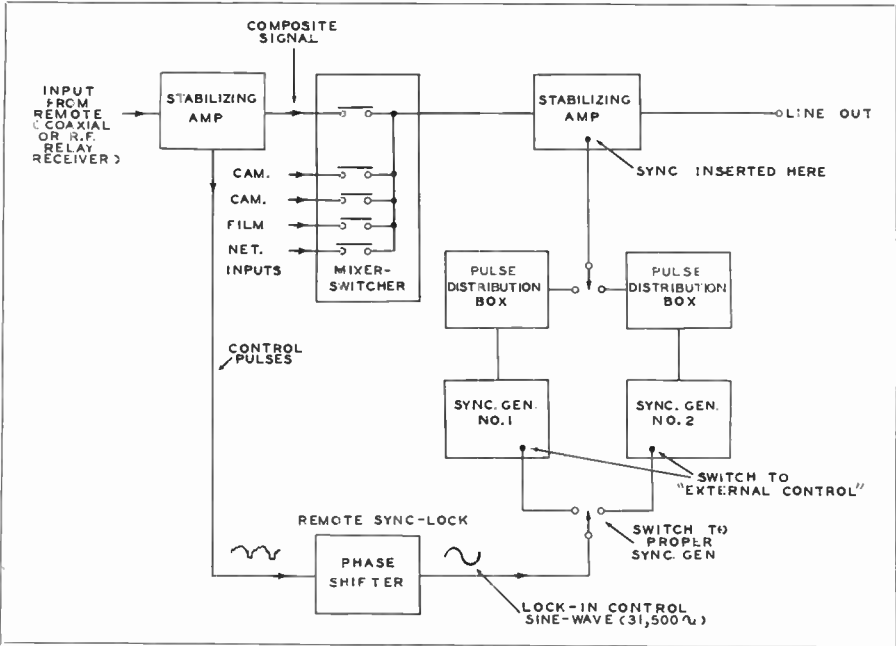 COMPOSITE
SIGNAL
INPUT
FROM
REMOTE
(COAXIAL
OR R.F.
RELAY
RECEIVER)
STABILIZING
AMP
STABILIZING
AMP
LINE OUT
SYNC INSERTED HERE
CAM.
CAM.
FILM
NET.
INPUTS
MIXER-
SWITCHER
PULSE
DISTRIBUTION
BOX
PULSE
DISTRIBUTION
BOX
CONTROL
PULSES
SYNC. GEN.
NO.1
SYNC. GEN.
NO.2
SWITCH TO
"EXTERNAL CONTROL"
REMOTE SYNC-LOCK
SWITCH TO
PROPER
SYNC. GEN
PHASE
SHIFTER
LOCK-IN CONTROL
SINE-WAVE (31,500∿)